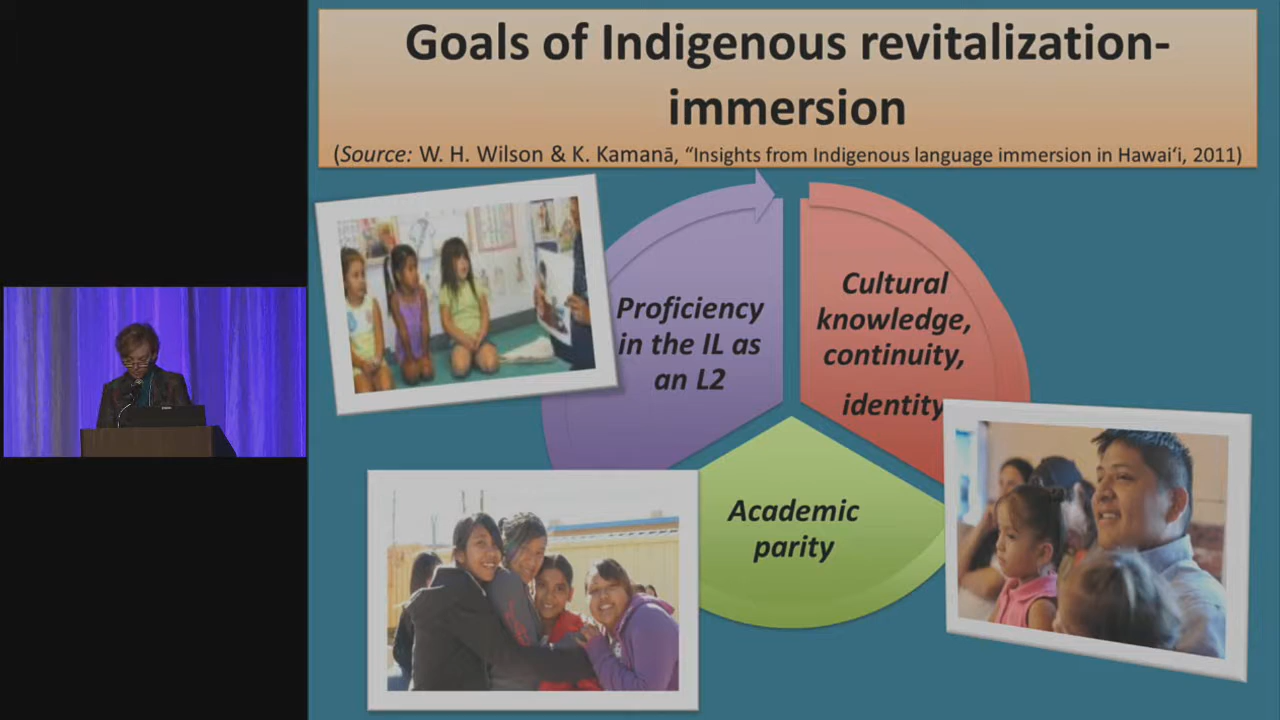 Goals of Indigenous revitalization-
immersion
(Source: W. H. Wilson & K. Kamanā, “Insights from Indigenous language immersion in Hawai‘i, 2011)
Proficiency
in the IL as
an L2
Cultural
knowledge,
continuity,
identity
Academic
parity